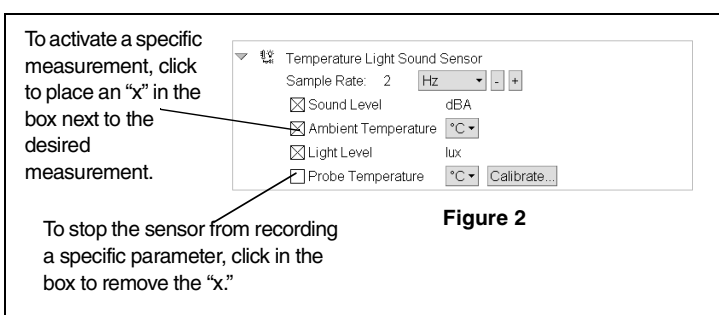 To activate a specific
measurement, click
to place an “x” in the
box next to the
desired
measurement.
Temperature Light Sound Sensor
Sample Rate: 2 Hz - +
Sound Level dBA
Ambient Temperature °C
Light Level lux
Probe Temperature °C Calibrate...
Figure 2
To stop the sensor from recording
a specific parameter, click in the
box to remove the “x.”